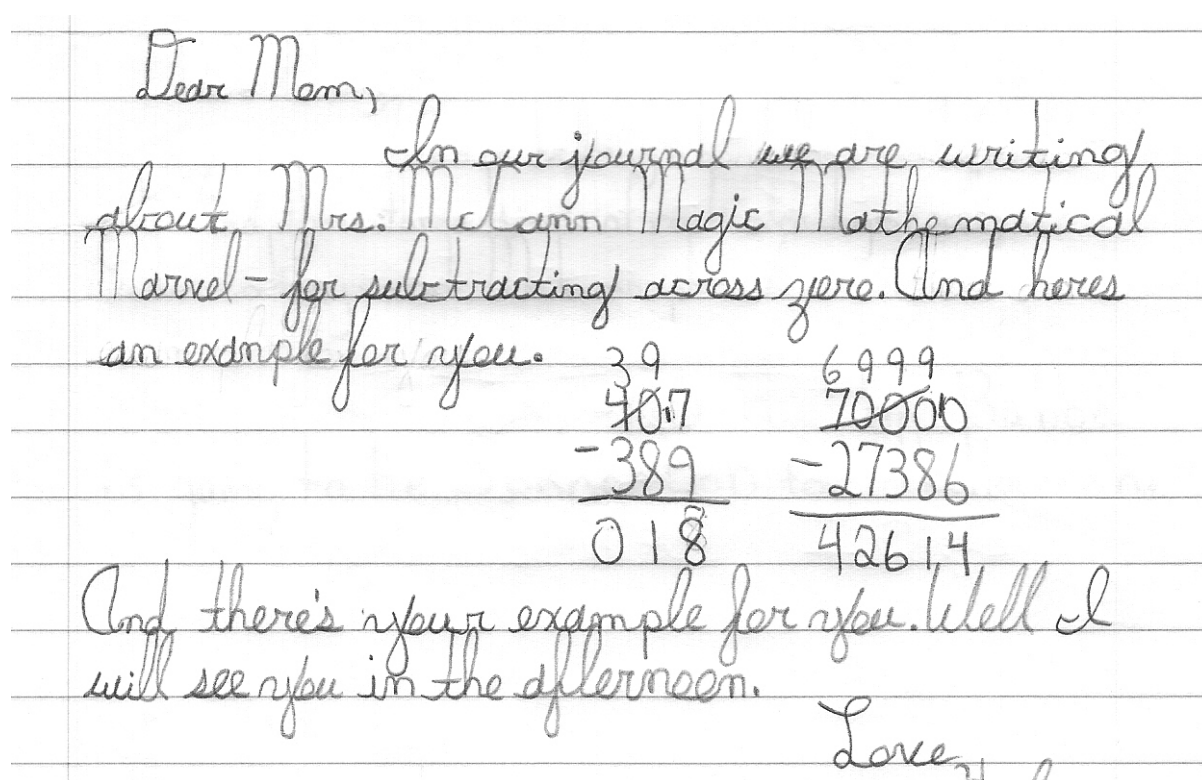 Dear Mom,
In our journal we are writing
about Mrs. McCann Magic Mathematical
Marvel - for subtracting across zero. And heres
an example for you.
39 6999
407 70000
-389 -27386
018 42614
And there's your example for you. Well I
will see you in the afternoon.
Love,